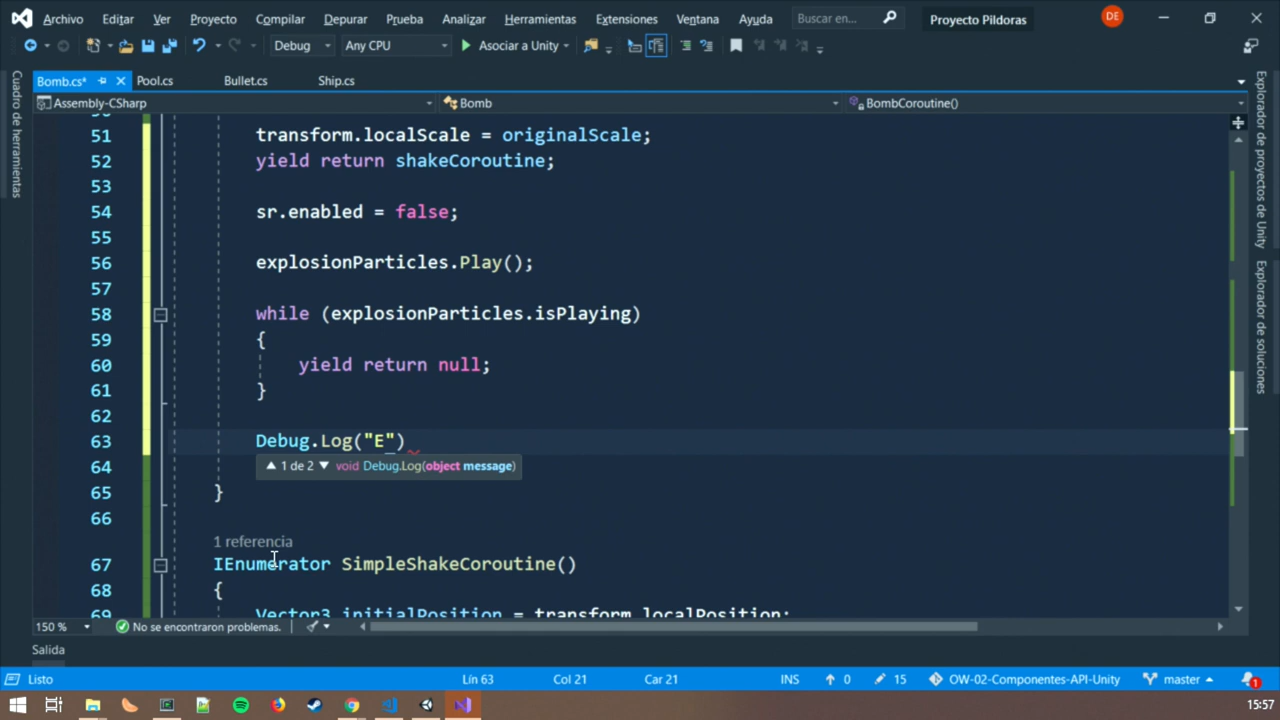 Archivo Editar Ver Proyecto Compilar Depurar Prueba Analizar Herramientas Extensiones Ventana Ayuda Buscar en... Proyecto Pildoras DE
Debug Any CPU Asociar a Unity
Bomb.cs* Pool.cs Bullet.cs Ship.cs
Assembly-CSharp Bomb BombCoroutine()
Cuadro de herramientas
Explorador de proyectos de Unity
Explorador de soluciones
51 transform.localScale = originalScale;
52 yield return shakeCoroutine;
53
54 sr.enabled = false;
55
56 explosionParticles.Play();
57
58 while (explosionParticles.isPlaying)
59 {
60 yield return null;
61 }
62
63 Debug.Log("E")
64 1 de 2 void Debug.Log(object message)
65 }
66
1 referencia
67 IEnumerator SimpleShakeCoroutine()
68 {
69 Vector3 initialPosition = transform.localPosition;
150 % No se encontraron problemas.
Salida
Listo Lín 63 Col 21 Car 21 INS 0 15 OW-02-Componentes-API-Unity master 1
15:57